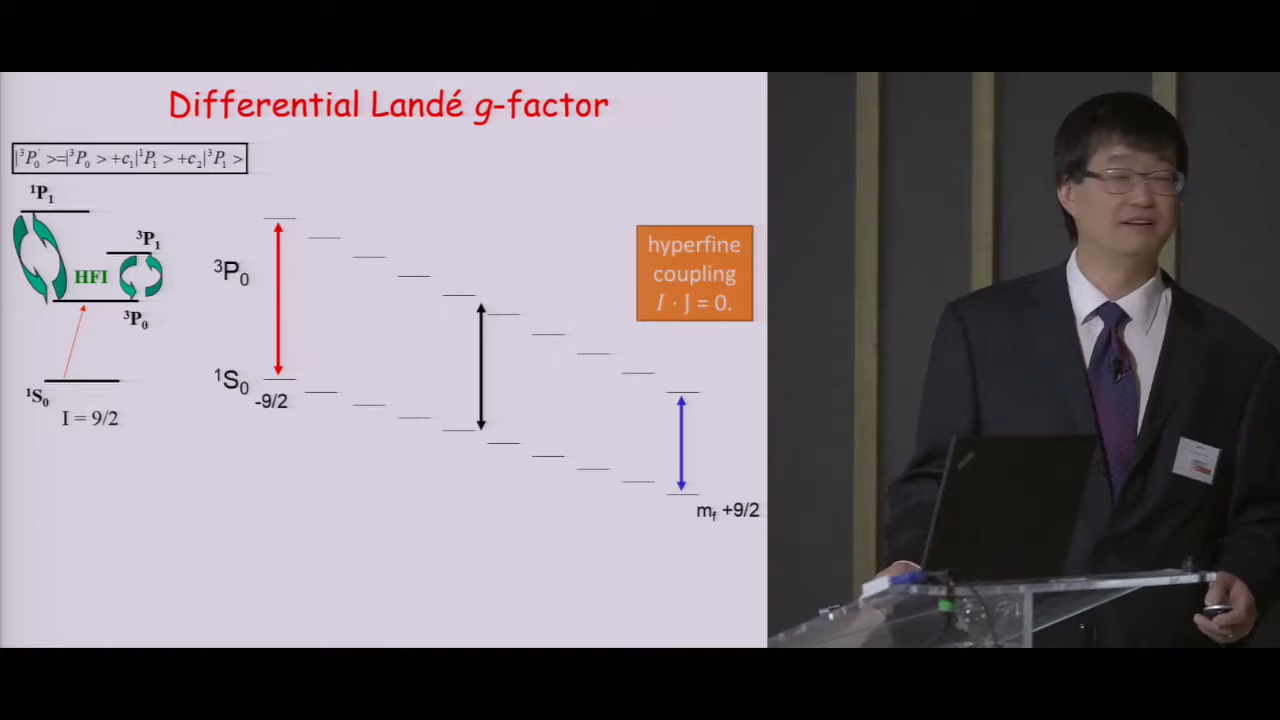 Differential Landé g-factor
|³P₀' >=|³P₀ > +c₁|¹P₁ > +c₂|³P₁ >
¹P₁
³P₁
HFI
³P₀
¹S₀
I = 9/2
³P₀
¹S₀
-9/2
hyperfine
coupling
I · J = 0.
mf +9/2